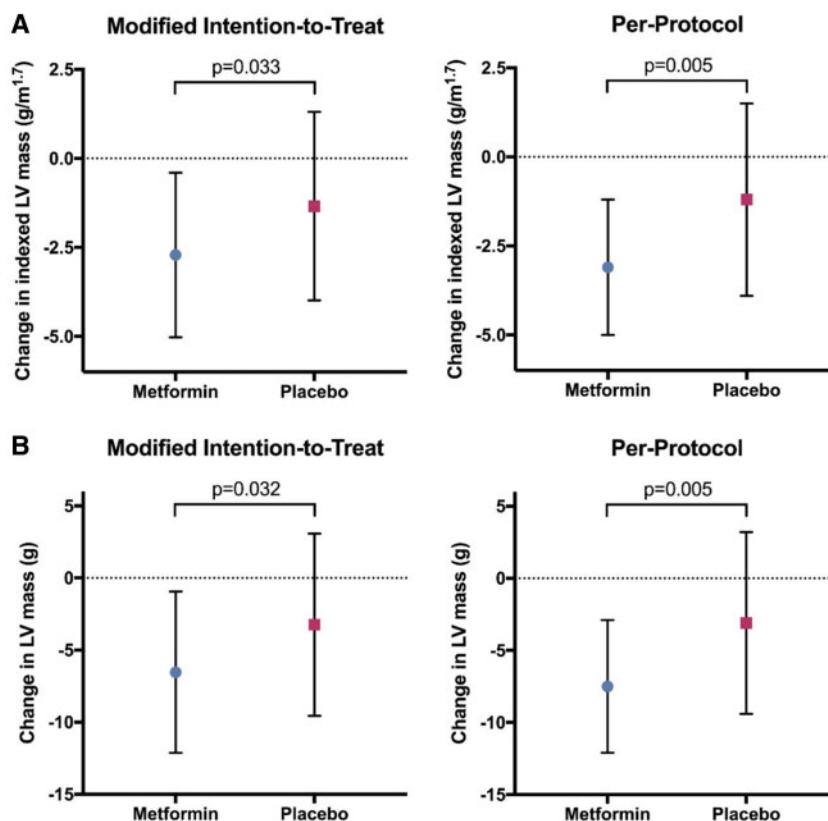 A
Modified Intention-to-Treat
Per-Protocol
p=0.033
p=0.005
Change in indexed LV mass (g/m^1.7)
2.5
0.0
-2.5
-5.0
Metformin
Placebo
Change in indexed LV mass (g/m^1.7)
2.5
0.0
-2.5
-5.0
Metformin
Placebo
B
Modified Intention-to-Treat
Per-Protocol
p=0.032
p=0.005
Change in LV mass (g)
5
0
-5
-10
-15
Metformin
Placebo
Change in LV mass (g)
5
0
-5
-10
-15
Metformin
Placebo